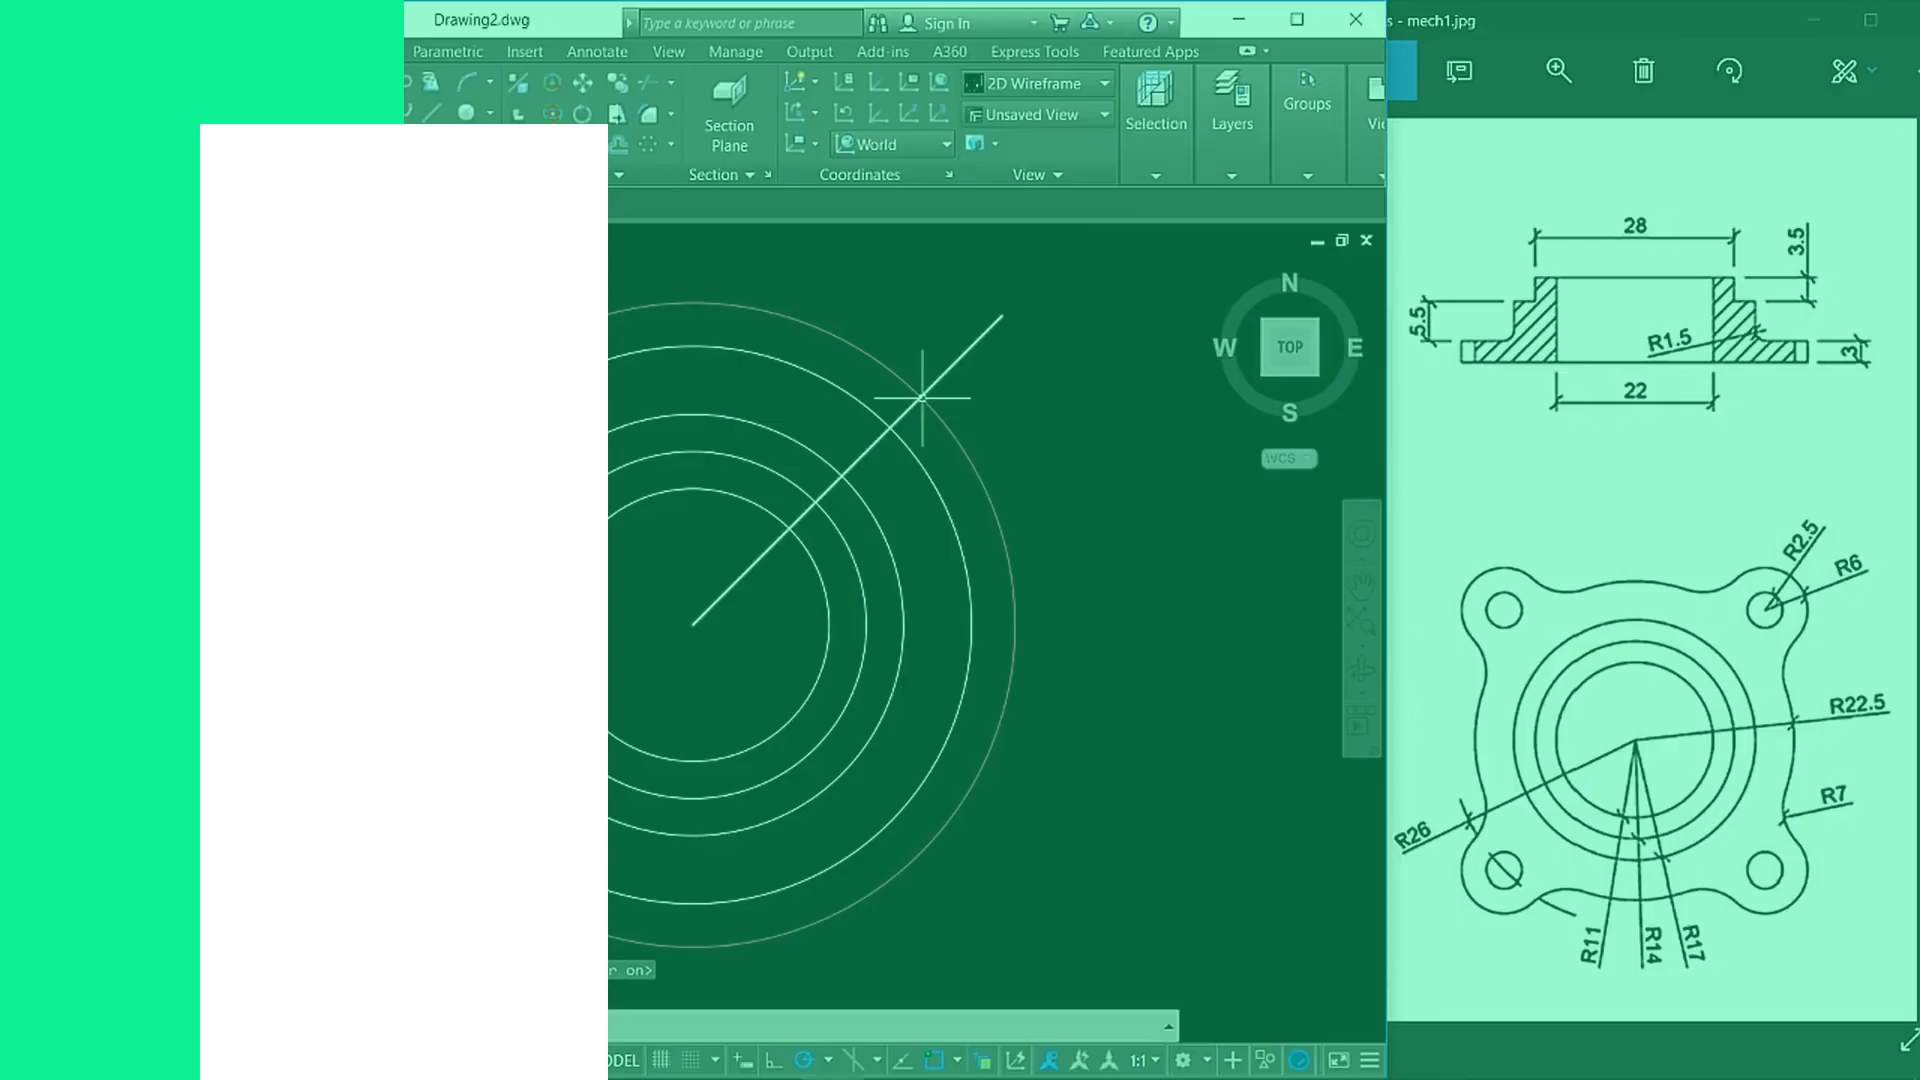 Drawing2.dwg
Type a keyword or phrase
Sign In
s - mech1.jpg
Parametric Insert Annotate View Manage Output Add-ins A360 Express Tools Featured Apps
2D Wireframe
Unsaved View
World
Section
Plane
Selection
Layers
Groups
Section
Coordinates
View
N
W
TOP
E
S
WCS
r on>
ODEL
1:1
28
3.5
5.5
R1.5
3
22
R2.5
R6
R22.5
R7
R26
R11
R14
R17